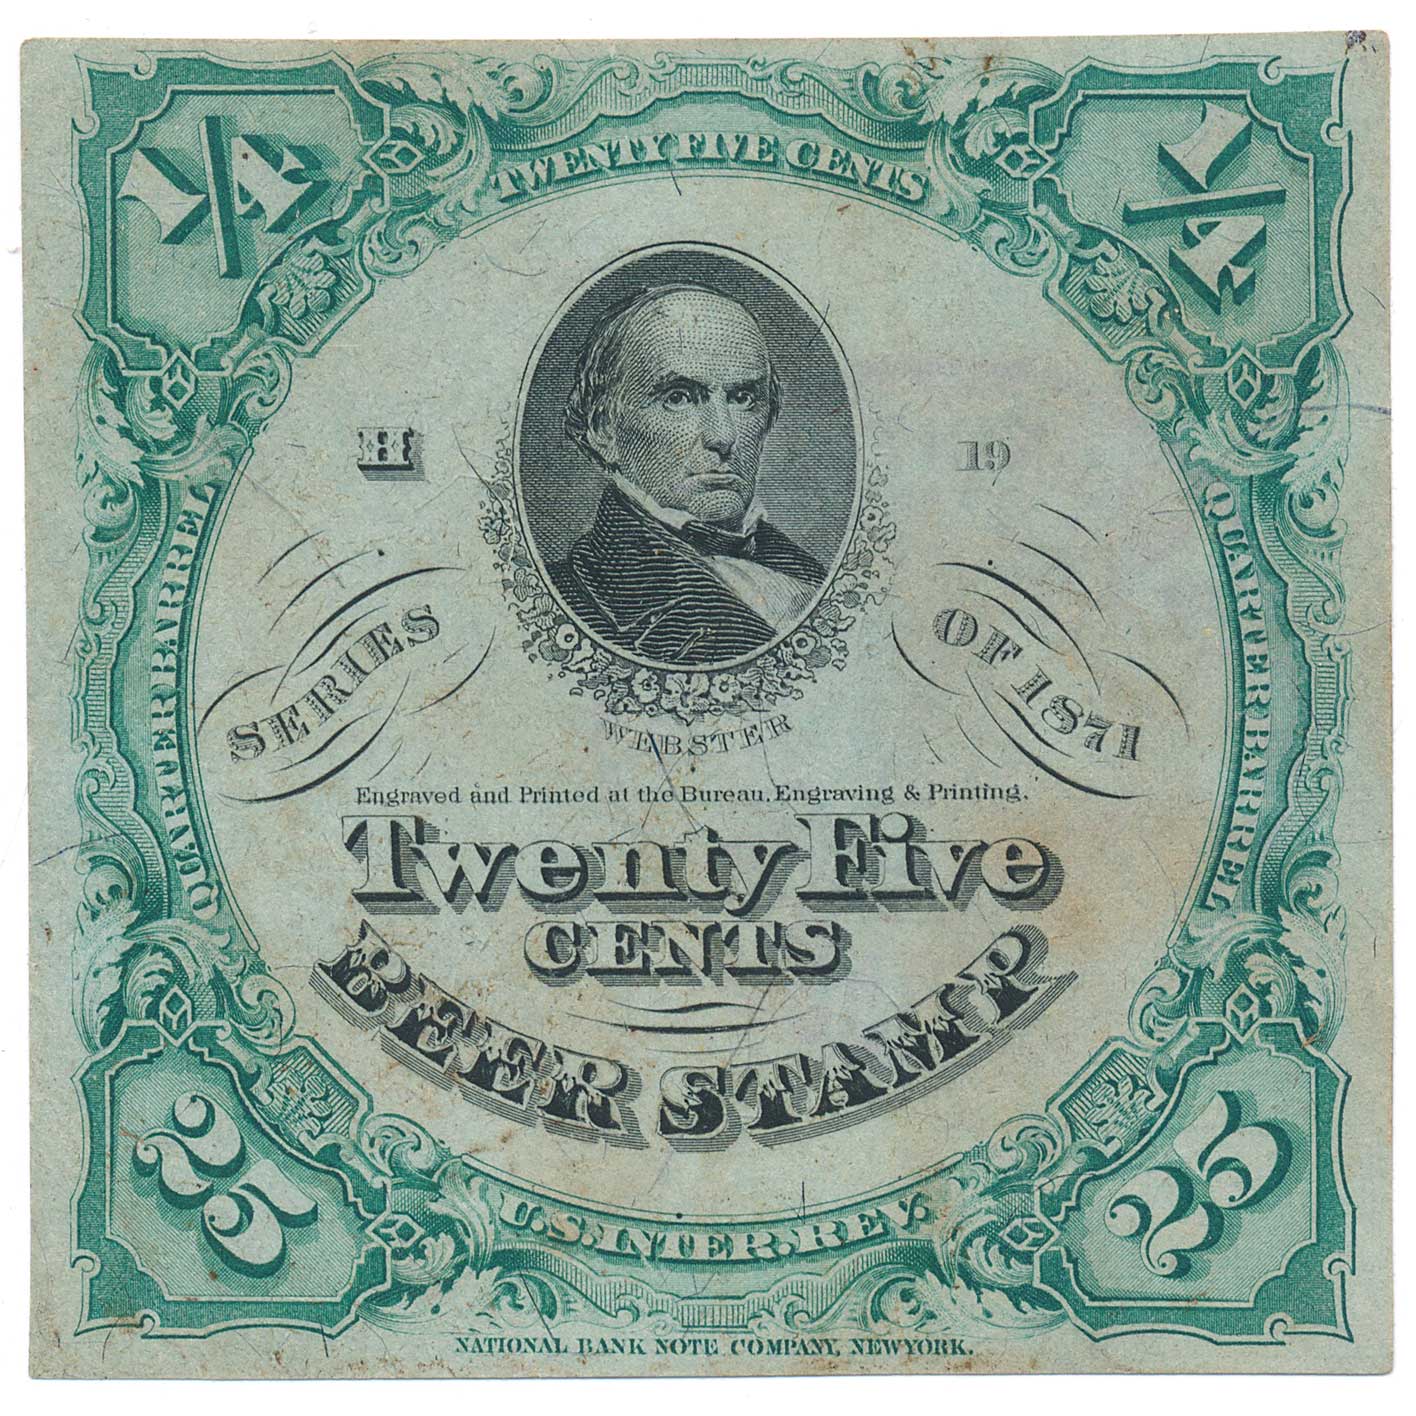 1/4
TWENTY FIVE CENTS
1/4
QUARTER BARREL
H
19
QUARTER BARREL
SERIES
OF 1871
WEBSTER
Engraved and Printed at the Bureau, Engraving & Printing.
Twenty Five
CENTS
BEER STAMP
25
U.S. INTER. REV.
25
NATIONAL BANK NOTE COMPANY, NEW YORK.